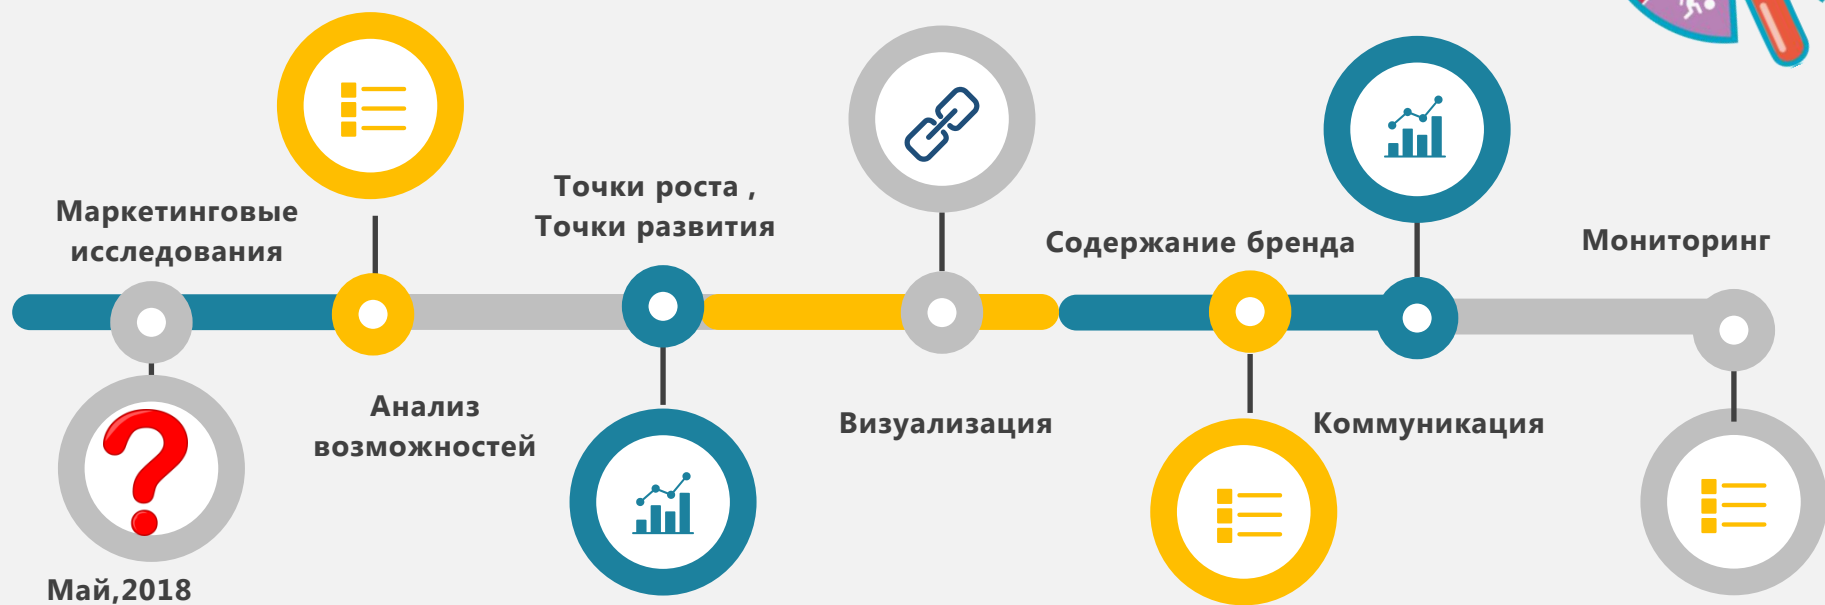 Маркетинговые
исследования
Май,2018
Анализ
возможностей
Точки роста ,
Точки развития
Визуализация
Содержание бренда
Коммуникация
Мониторинг